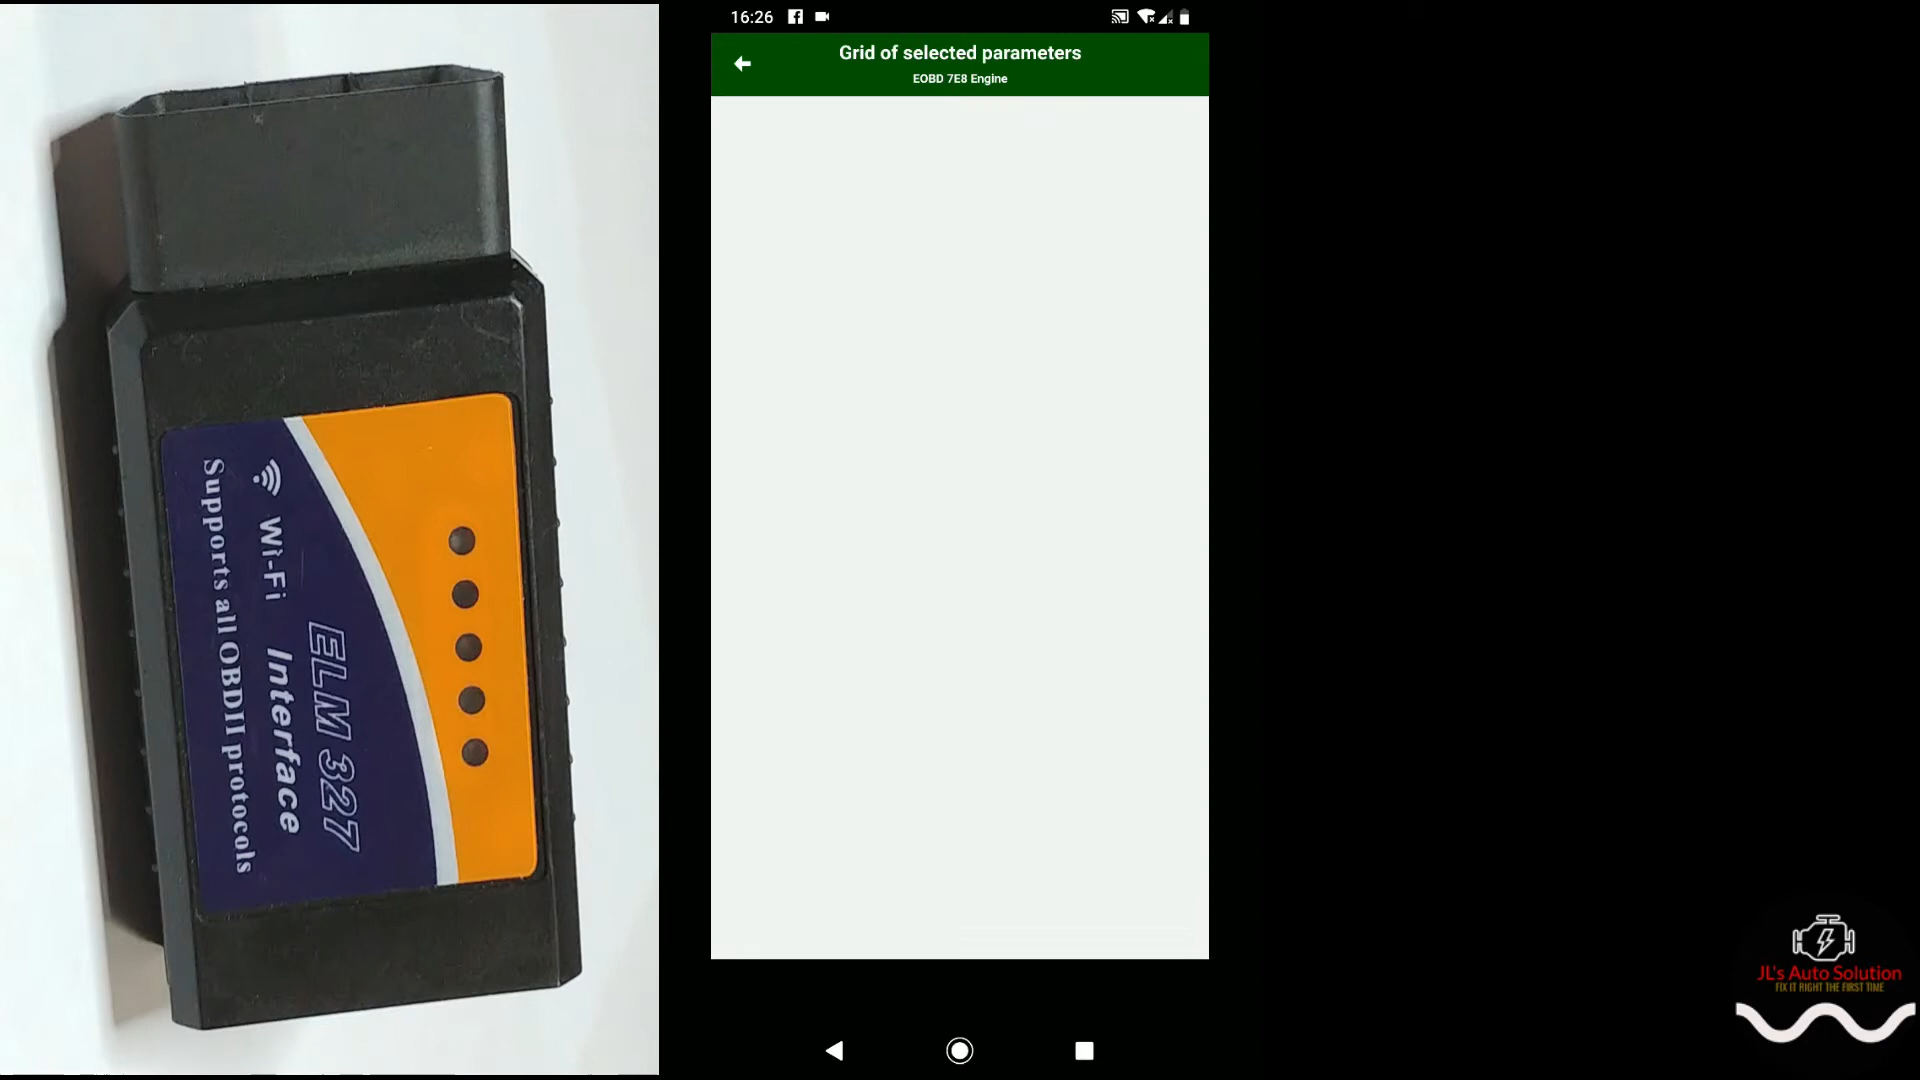 Wi-Fi
ELM 327
Interface
Supports all OBDII protocols
16:26
Grid of selected parameters
EOBD 7E8 Engine
JL's Auto Solution
FIX IT RIGHT THE FIRST TIME